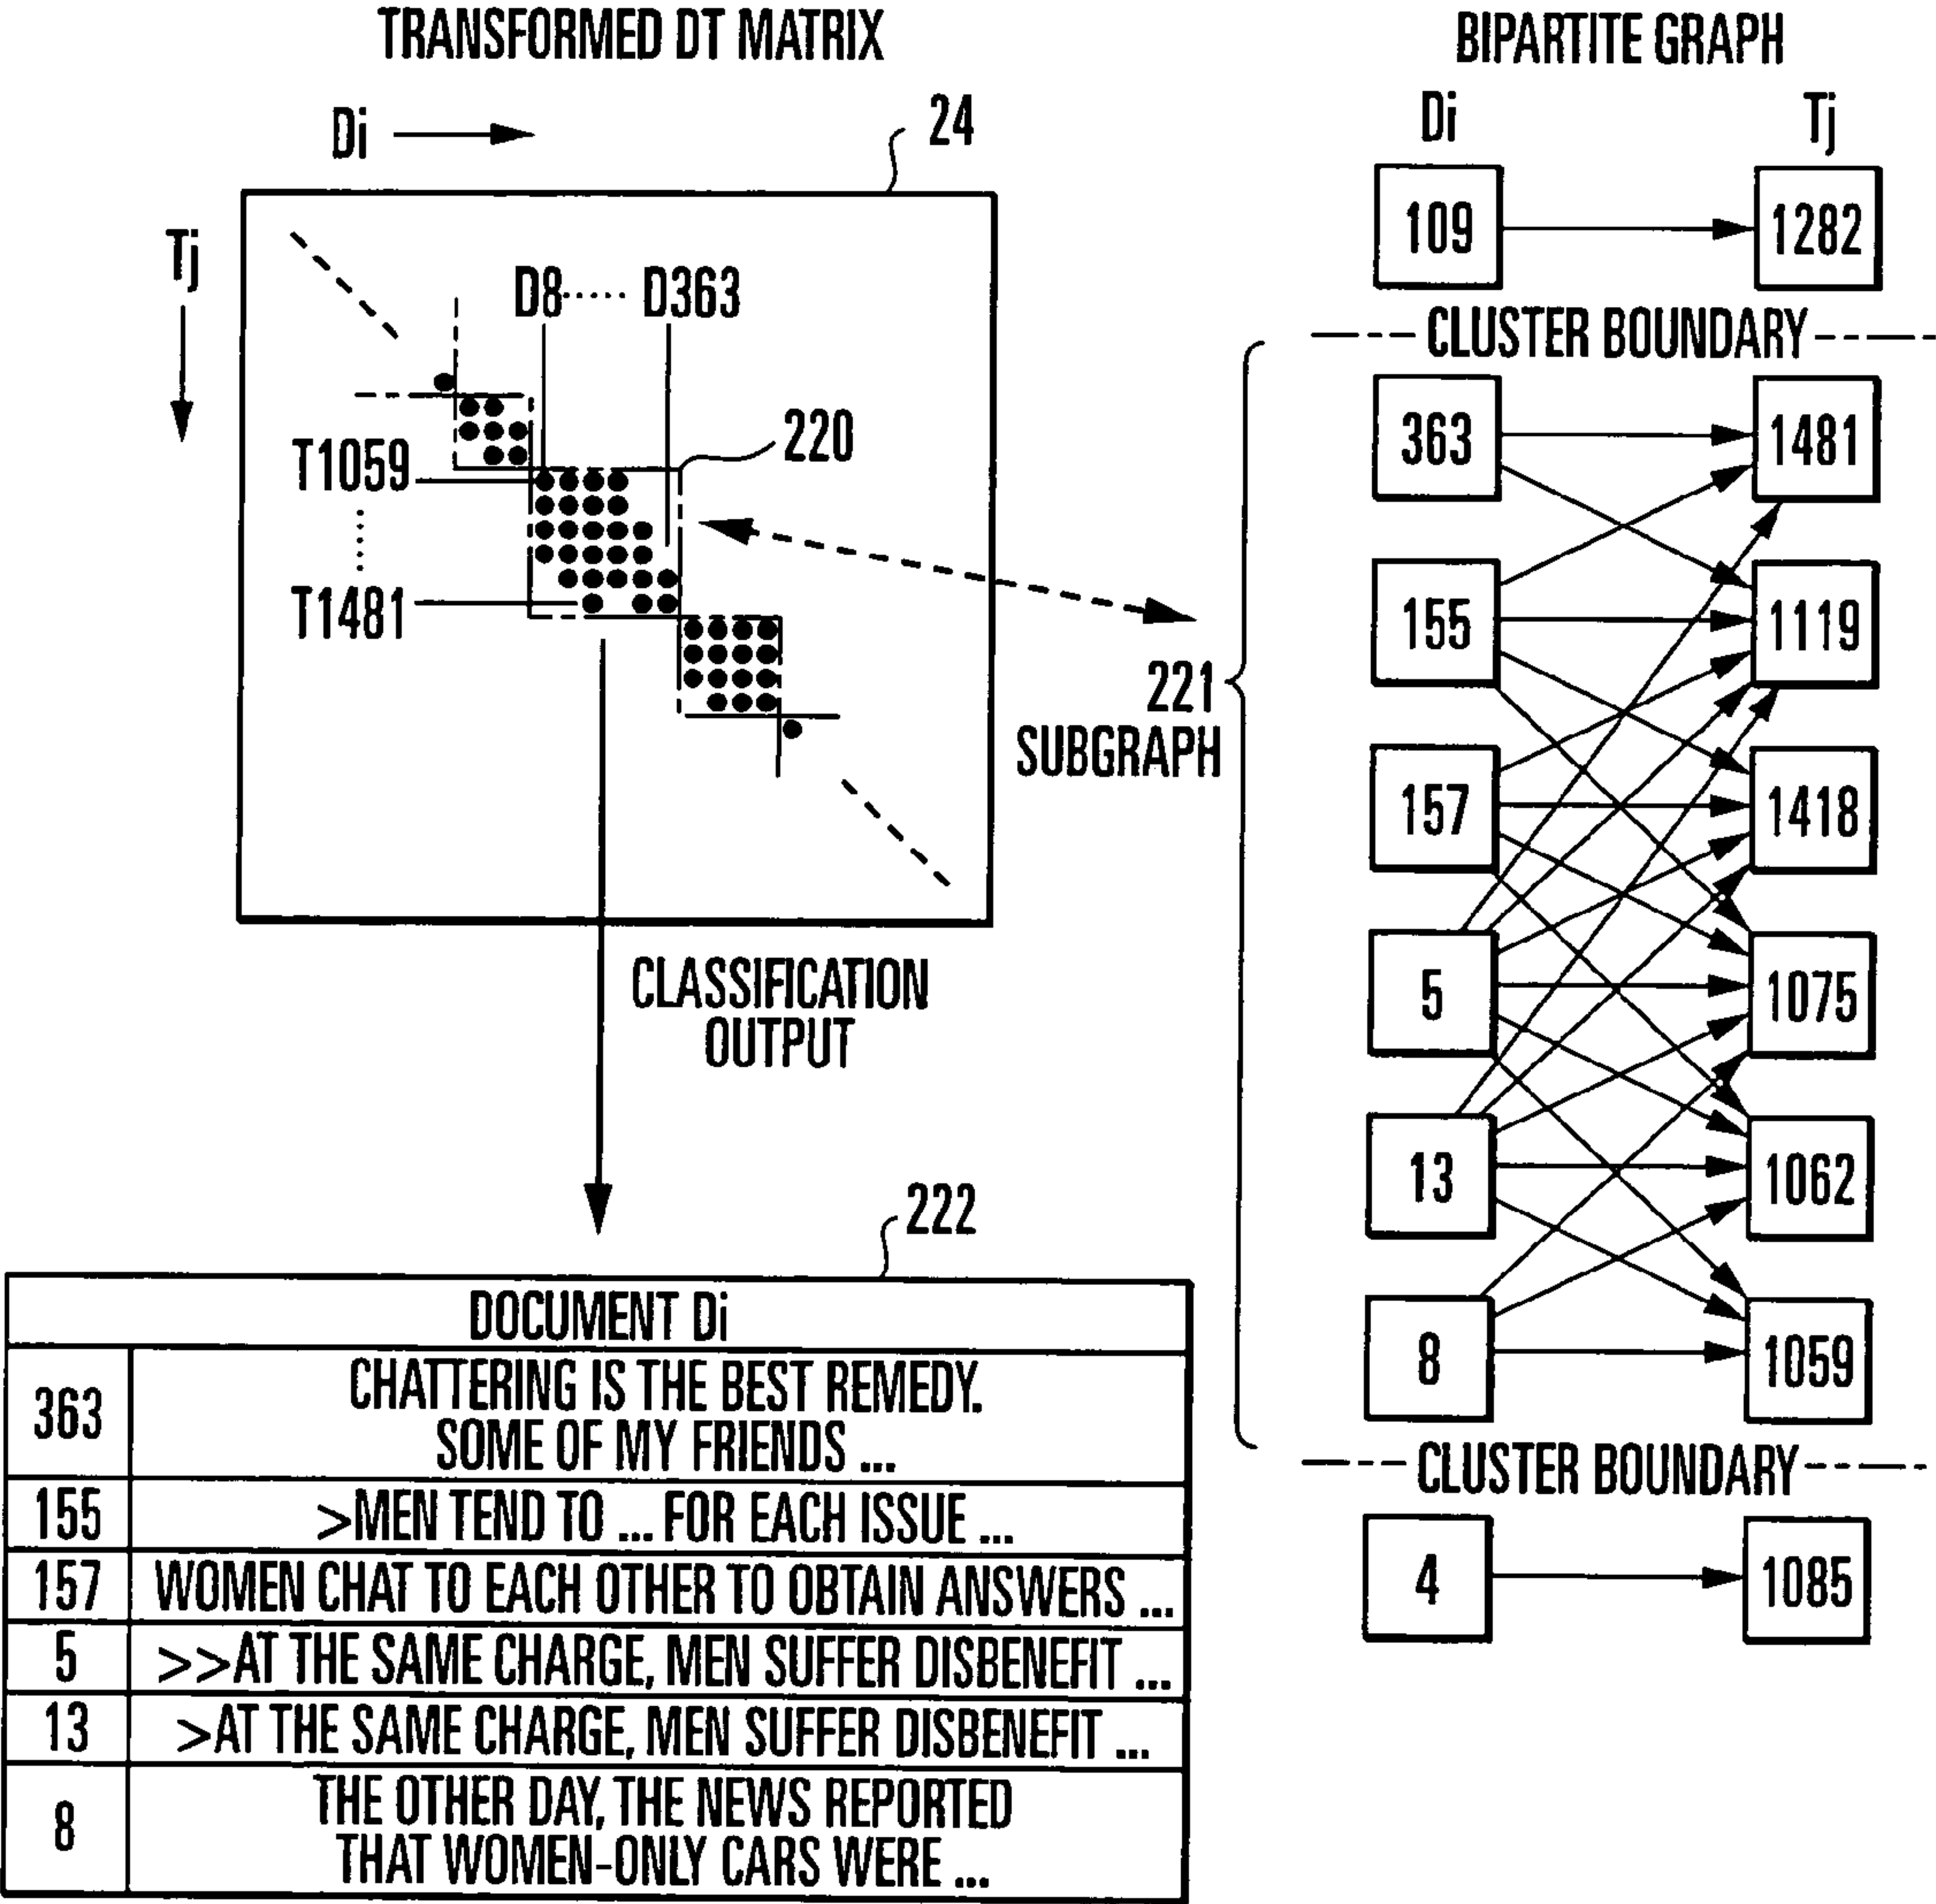 TRANSFORMED DT MATRIX
Di
24
Tj
D8...... D363
T1059
220
T1481
CLASSIFICATION
OUTPUT
BIPARTITE GRAPH
Di Tj
109 1282
CLUSTER BOUNDARY
363 1481
155 1119
221
SUBGRAPH
157 1418
5 1075
13 1062
8 1059
CLUSTER BOUNDARY
4 1085
222
DOCUMENT Di
363 CHATTERING IS THE BEST REMEDY.
SOME OF MY FRIENDS ...
155 >MEN TEND TO ... FOR EACH ISSUE ...
157 WOMEN CHAT TO EACH OTHER TO OBTAIN ANSWERS ...
5 >>AT THE SAME CHARGE, MEN SUFFER DISBENEFIT ...
13 >AT THE SAME CHARGE, MEN SUFFER DISBENEFIT ...
8 THE OTHER DAY, THE NEWS REPORTED
THAT WOMEN-ONLY CARS WERE ...